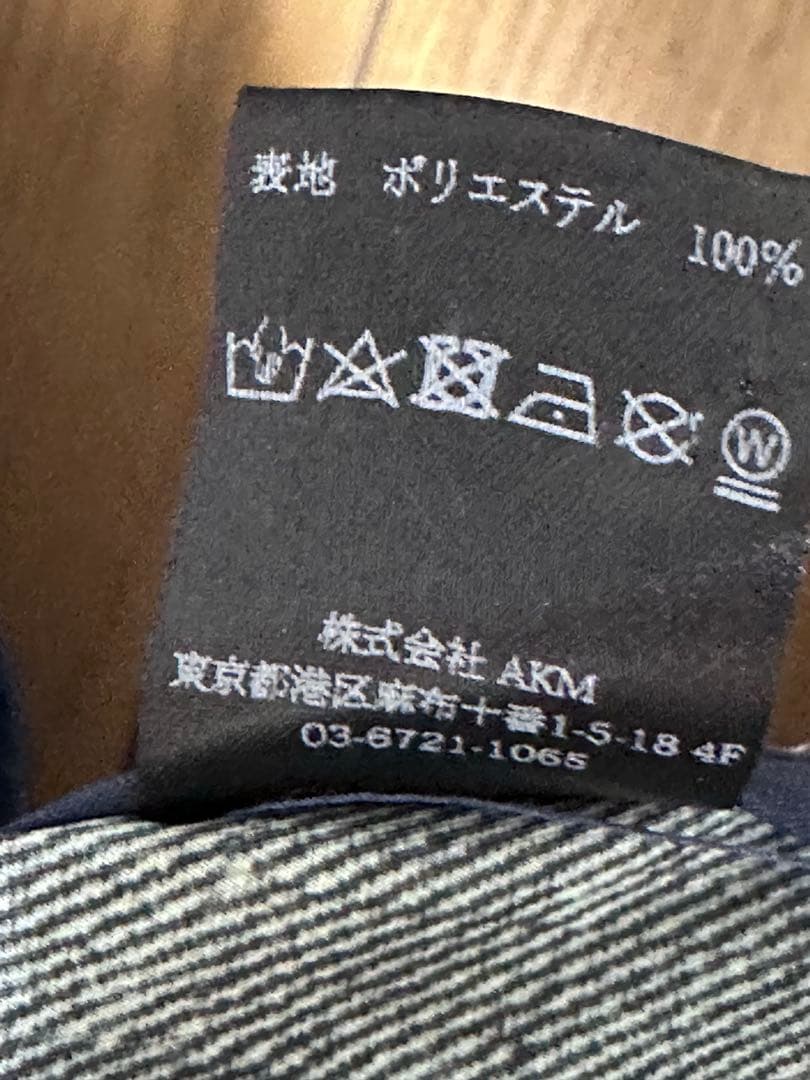 表地 ポリエステル 100%
W
株式会社 AKM
東京都港区麻布十番1-5-18 4F
03-6721-1065